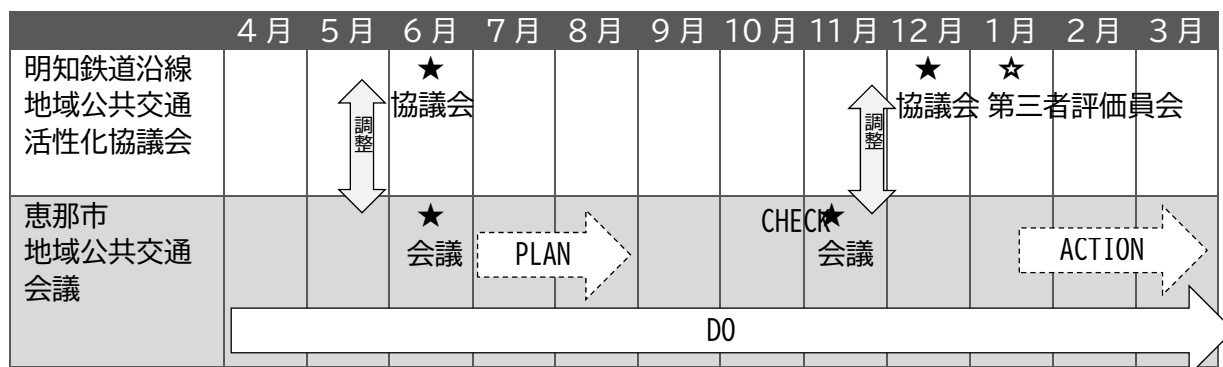 4月 5月 6月 7月 8月 9月 10月 11月 12月 1月 2月 3月
明知鉄道沿線
地域公共交通
活性化協議会
調整
★
協議会
調整
★
協議会
☆
第三者評価員会
恵那市
地域公共交通
会議
★
会議
PLAN
CHECK
★
会議
ACTION
DO